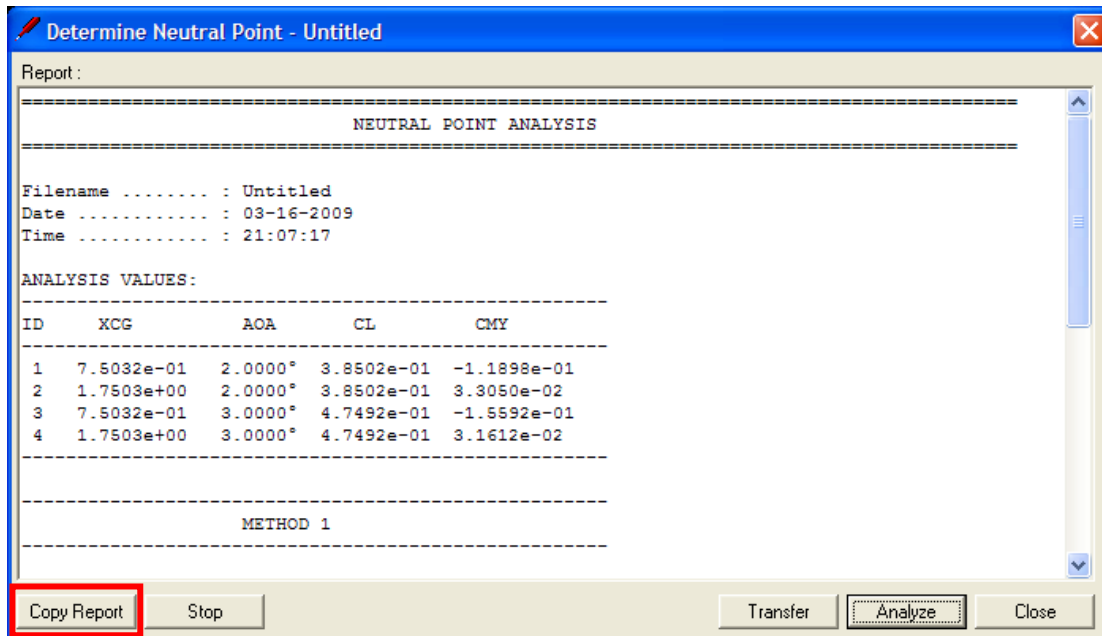 Determine Neutral Point - Untitled
Report :
==========================================================================================
NEUTRAL POINT ANALYSIS
==========================================================================================
Filename ........ : Untitled
Date ............ : 03-16-2009
Time ............ : 21:07:17
ANALYSIS VALUES:
-----------------------------------------------------
ID XCG AOA CL CMY
-----------------------------------------------------
1 7.5032e-01 2.0000° 3.8502e-01 -1.1898e-01
2 1.7503e+00 2.0000° 3.8502e-01 3.3050e-02
3 7.5032e-01 3.0000° 4.7492e-01 -1.5592e-01
4 1.7503e+00 3.0000° 4.7492e-01 3.1612e-02
-----------------------------------------------------
-----------------------------------------------------
METHOD 1
-----------------------------------------------------
Copy Report Stop Transfer Analyze Close